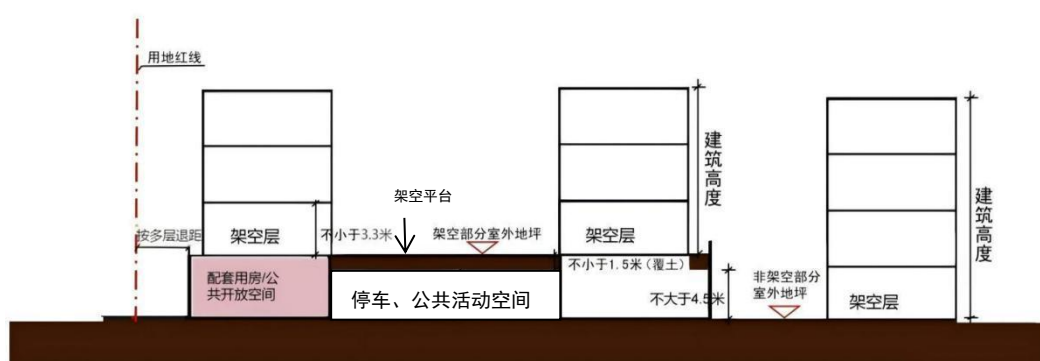 用地红线
建筑高度
架空平台
建筑高度
按多层退距
架空层
不小于3.3米
架空部分室外地坪
架空层
配套用房/公
共开放空间
停车、公共活动空间
不小于1.5米(覆土)
不大于4.5米
非架空部分
室外地坪
架空层